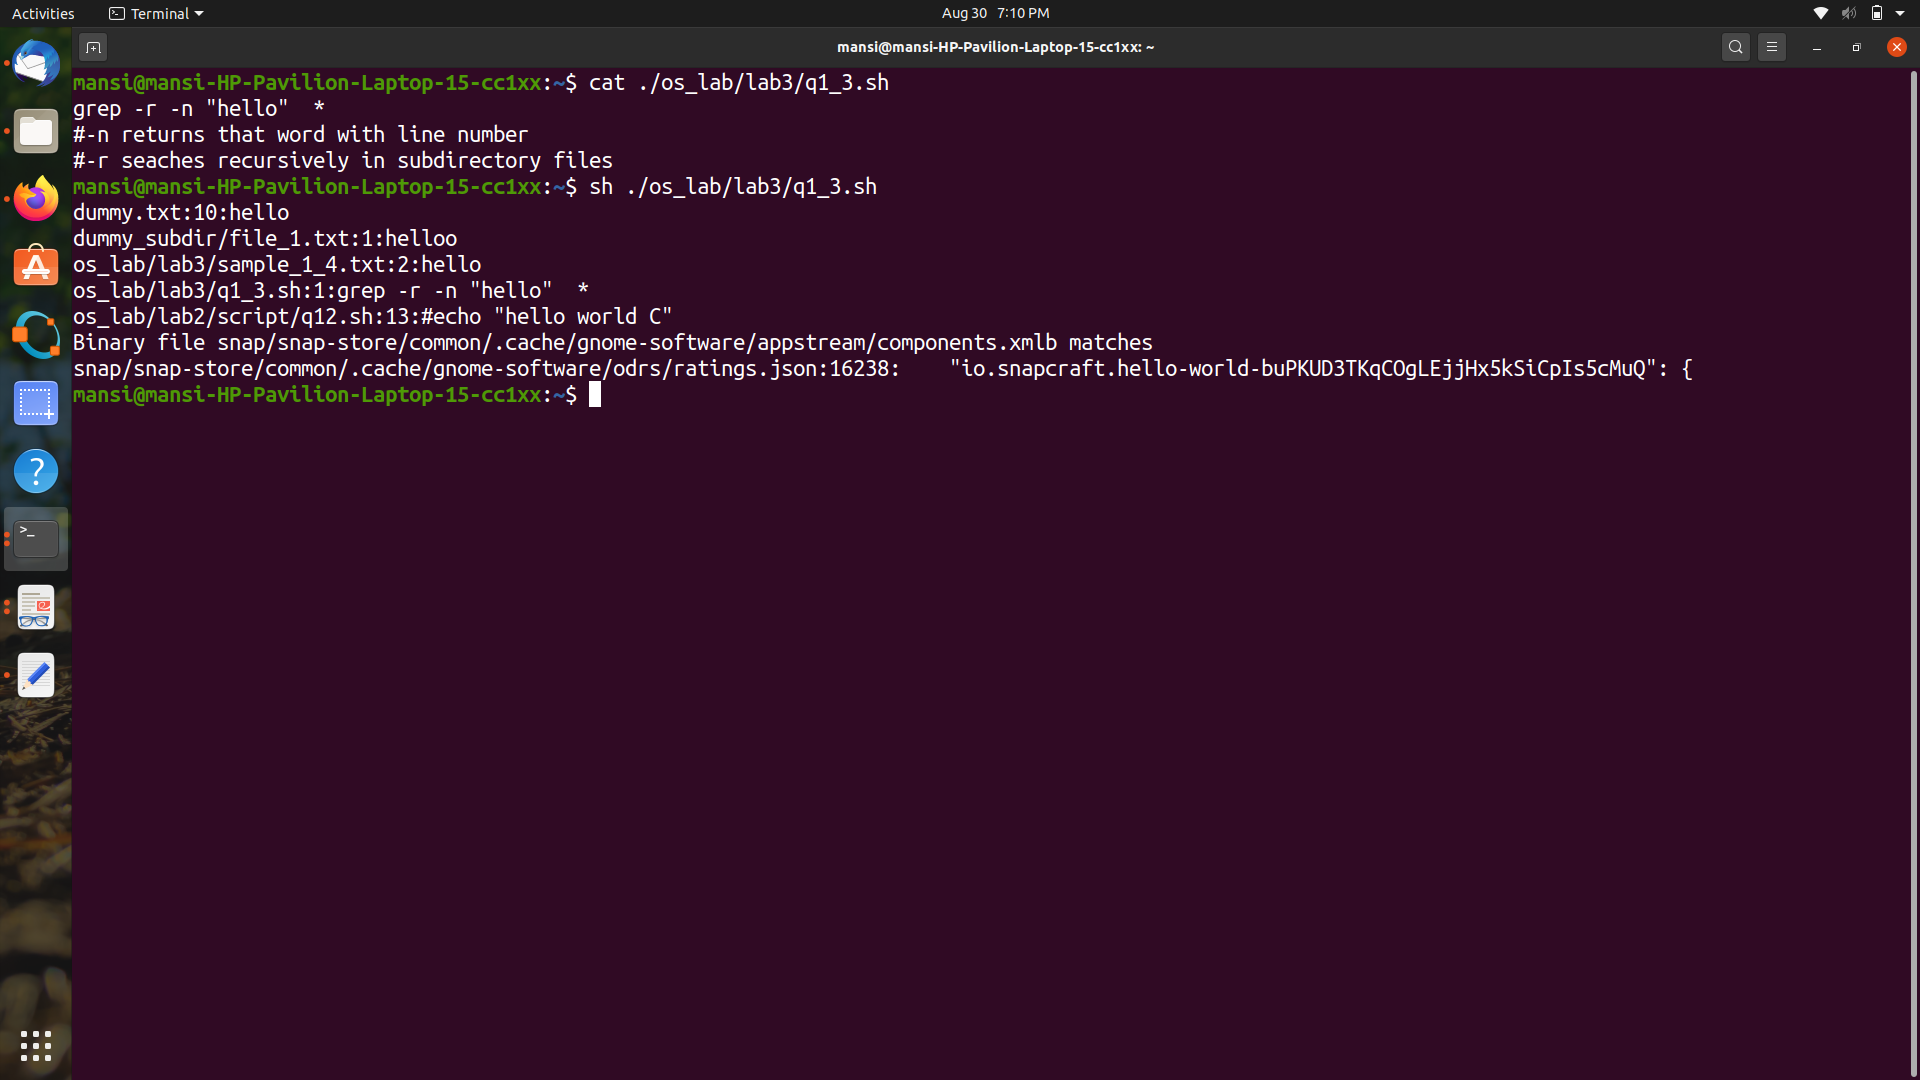 Activities
Terminal
Aug 30 7:10 PM
mansi@mansi-HP-Pavilion-Laptop-15-cc1xx: ~
mansi@mansi-HP-Pavilion-Laptop-15-cc1xx:~$ cat ./os_lab/lab3/q1_3.sh
grep -r -n "hello"  *
#-n returns that word with line number
#-r seaches recursively in subdirectory files
mansi@mansi-HP-Pavilion-Laptop-15-cc1xx:~$ sh ./os_lab/lab3/q1_3.sh
dummy.txt:10:hello
dummy_subdir/file_1.txt:1:helloo
os_lab/lab3/sample_1_4.txt:2:hello
os_lab/lab3/q1_3.sh:1:grep -r -n "hello"  *
os_lab/lab2/script/q12.sh:13:#echo "hello world C"
Binary file snap/snap-store/common/.cache/gnome-software/appstream/components.xmlb matches
snap/snap-store/common/.cache/gnome-software/odrs/ratings.json:16238:    "io.snapcraft.hello-world-buPKUD3TKqCOgLEjjHx5kSiCpIs5cMuQ": {
mansi@mansi-HP-Pavilion-Laptop-15-cc1xx:~$